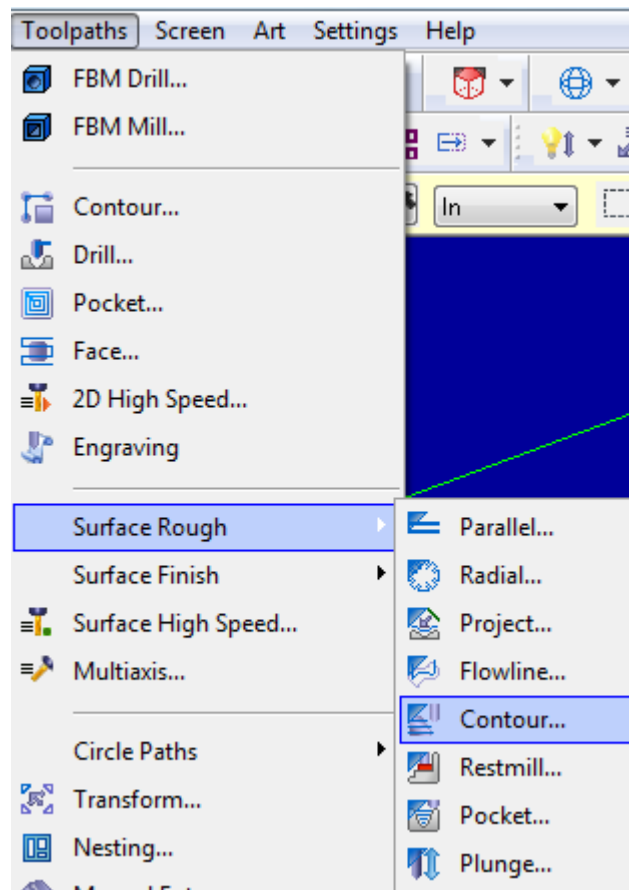 Toolpaths Screen Art Settings Help
FBM Drill...
FBM Mill...
In
Contour...
Drill...
Pocket...
Face...
2D High Speed...
Engraving
Surface Rough
Surface Finish
Surface High Speed...
Multiaxis...
Circle Paths
Transform...
Nesting...
Parallel...
Radial...
Project...
Flowline...
Contour...
Restmill...
Pocket...
Plunge...